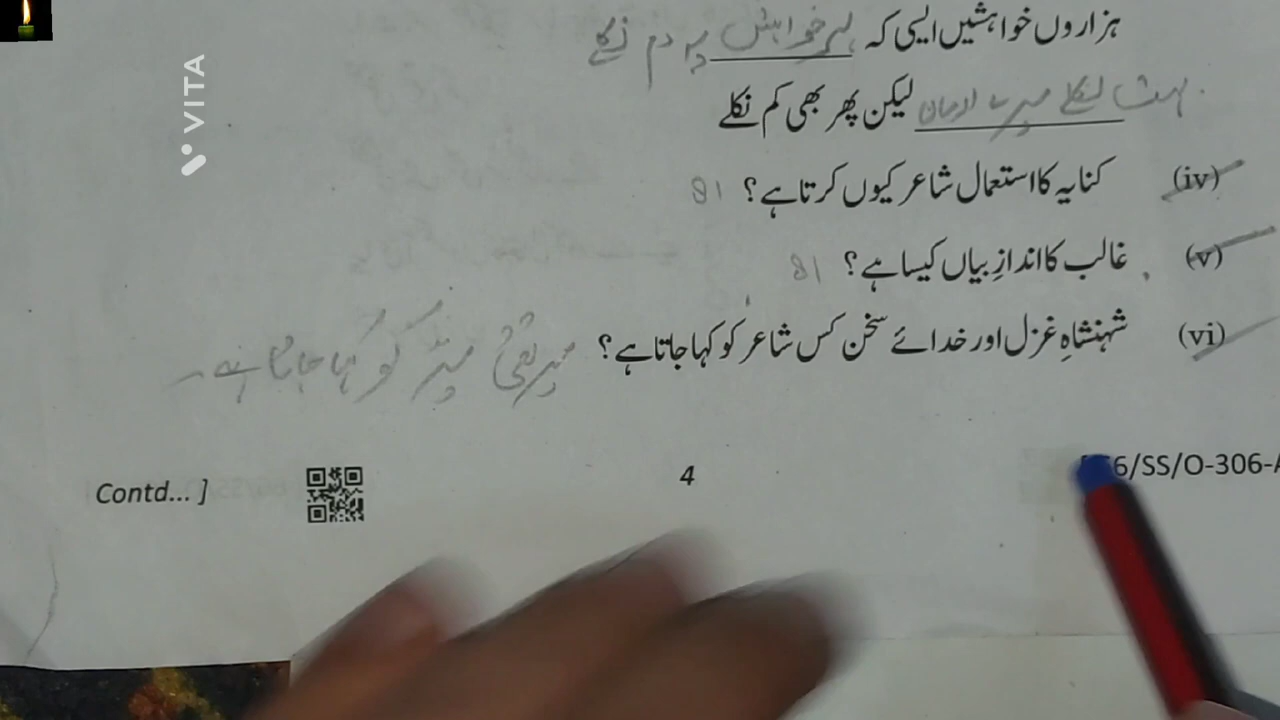 ہزاروں خواہشیں ایسی کہ ہر خواہش پہ دم نکلے
بہت نکلے میرے ارمان لیکن پھر بھی کم نکلے
(iv) کنایہ کا استعمال شاعر کیوں کرتا ہے؟ 81
(v) غالب کا اندازِ بیاں کیسا ہے؟ 81
(vi) شہنشاہِ غزل اور خدائے سخن کس شاعر کو کہا جاتا ہے؟ میر تقی میر کو کہا جاتا ہے۔
6/SS/O-306-A
4
Contd... ]
VITA